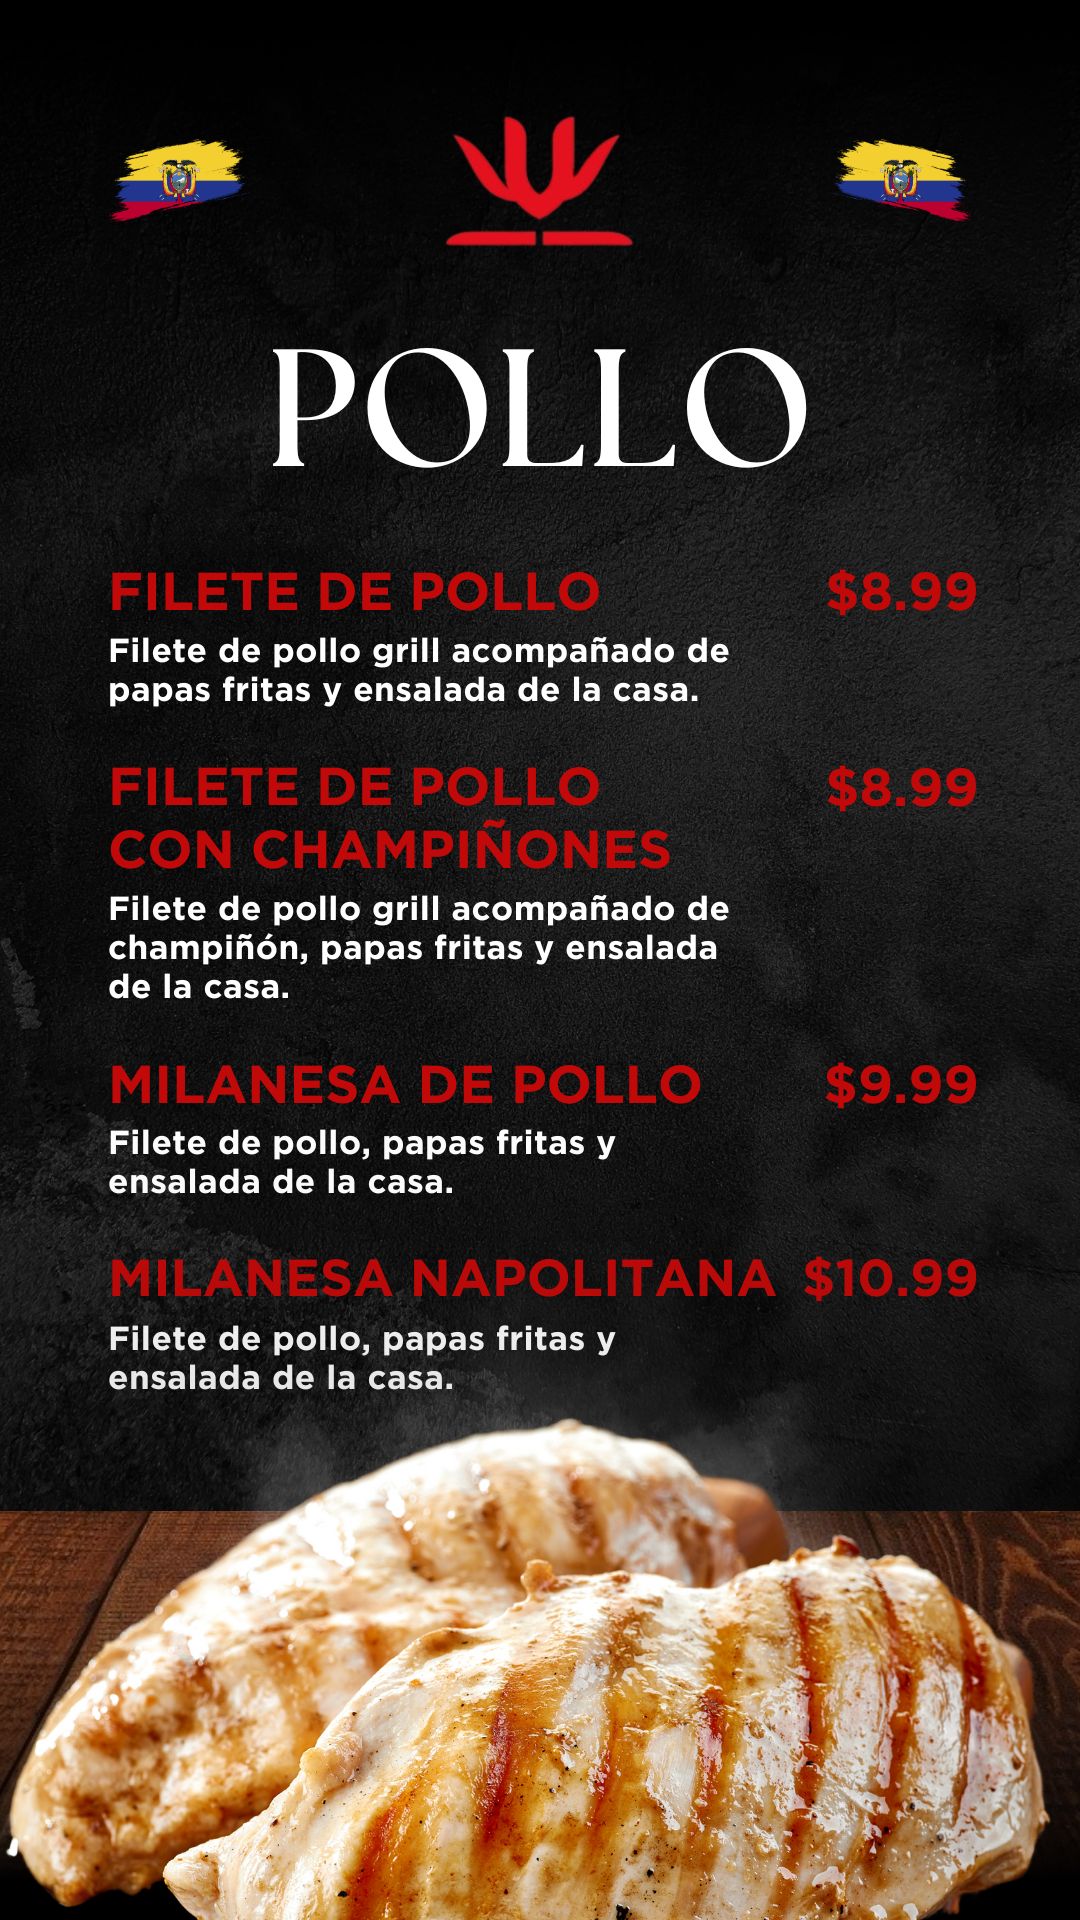 POLLO
FILETE DE POLLO $8.99
Filete de pollo grill acompañado de
papas fritas y ensalada de la casa.
FILETE DE POLLO $8.99
CON CHAMPIÑONES
Filete de pollo grill acompañado de
champiñón, papas fritas y ensalada
de la casa.
MILANESA DE POLLO $9.99
Filete de pollo, papas fritas y
ensalada de la casa.
MILANESA NAPOLITANA $10.99
Filete de pollo, papas fritas y
ensalada de la casa.